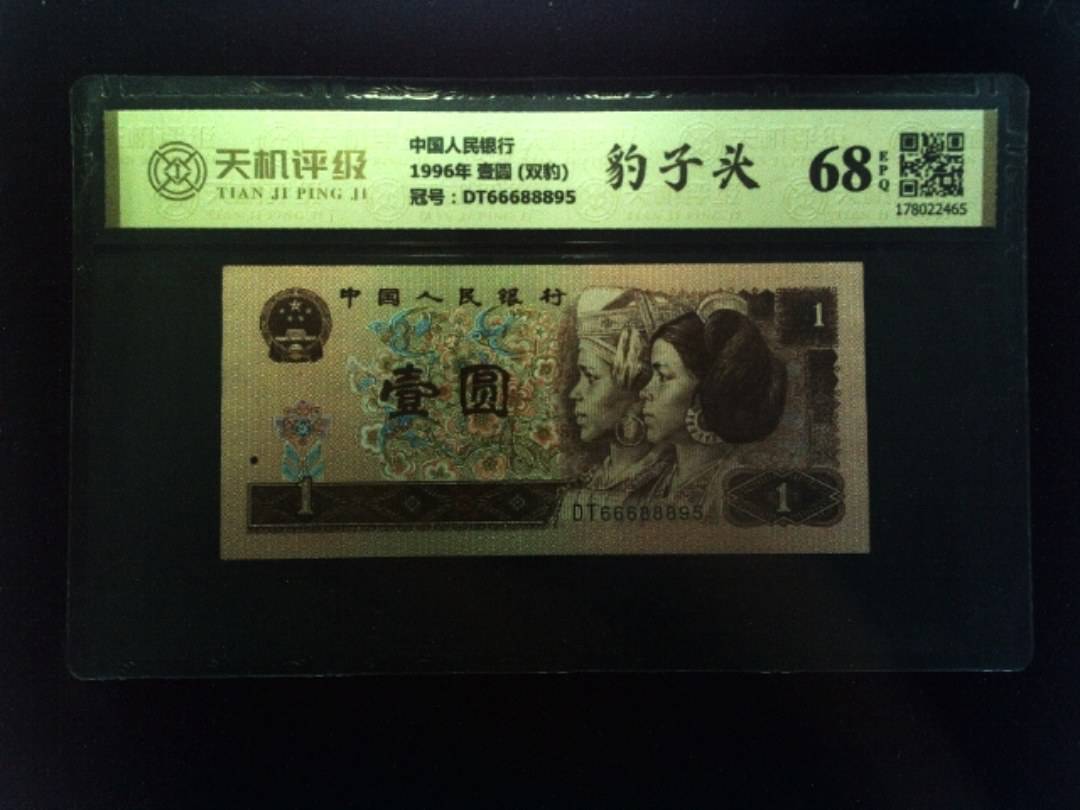 天机评级
TIAN JI PING JI
中国人民银行
1996年 壹圆 (双豹)
冠号：DT66688895
豹子头
68
EPQ
178022465
中国人民银行
1
壹圆
1
DT66688895
1